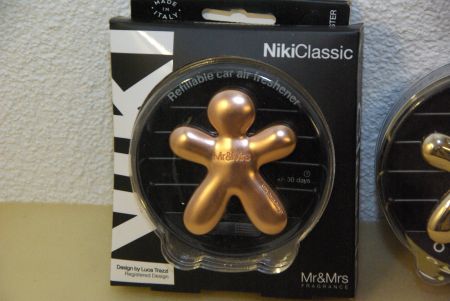 MADE IN
ITALY
NikiClassic
Refillable car air freshener
NIKI
Mr&Mrs
+/- 30 days
Design by Luca Trazzi
Registered Design
Mr&Mrs
FRAGRANCE